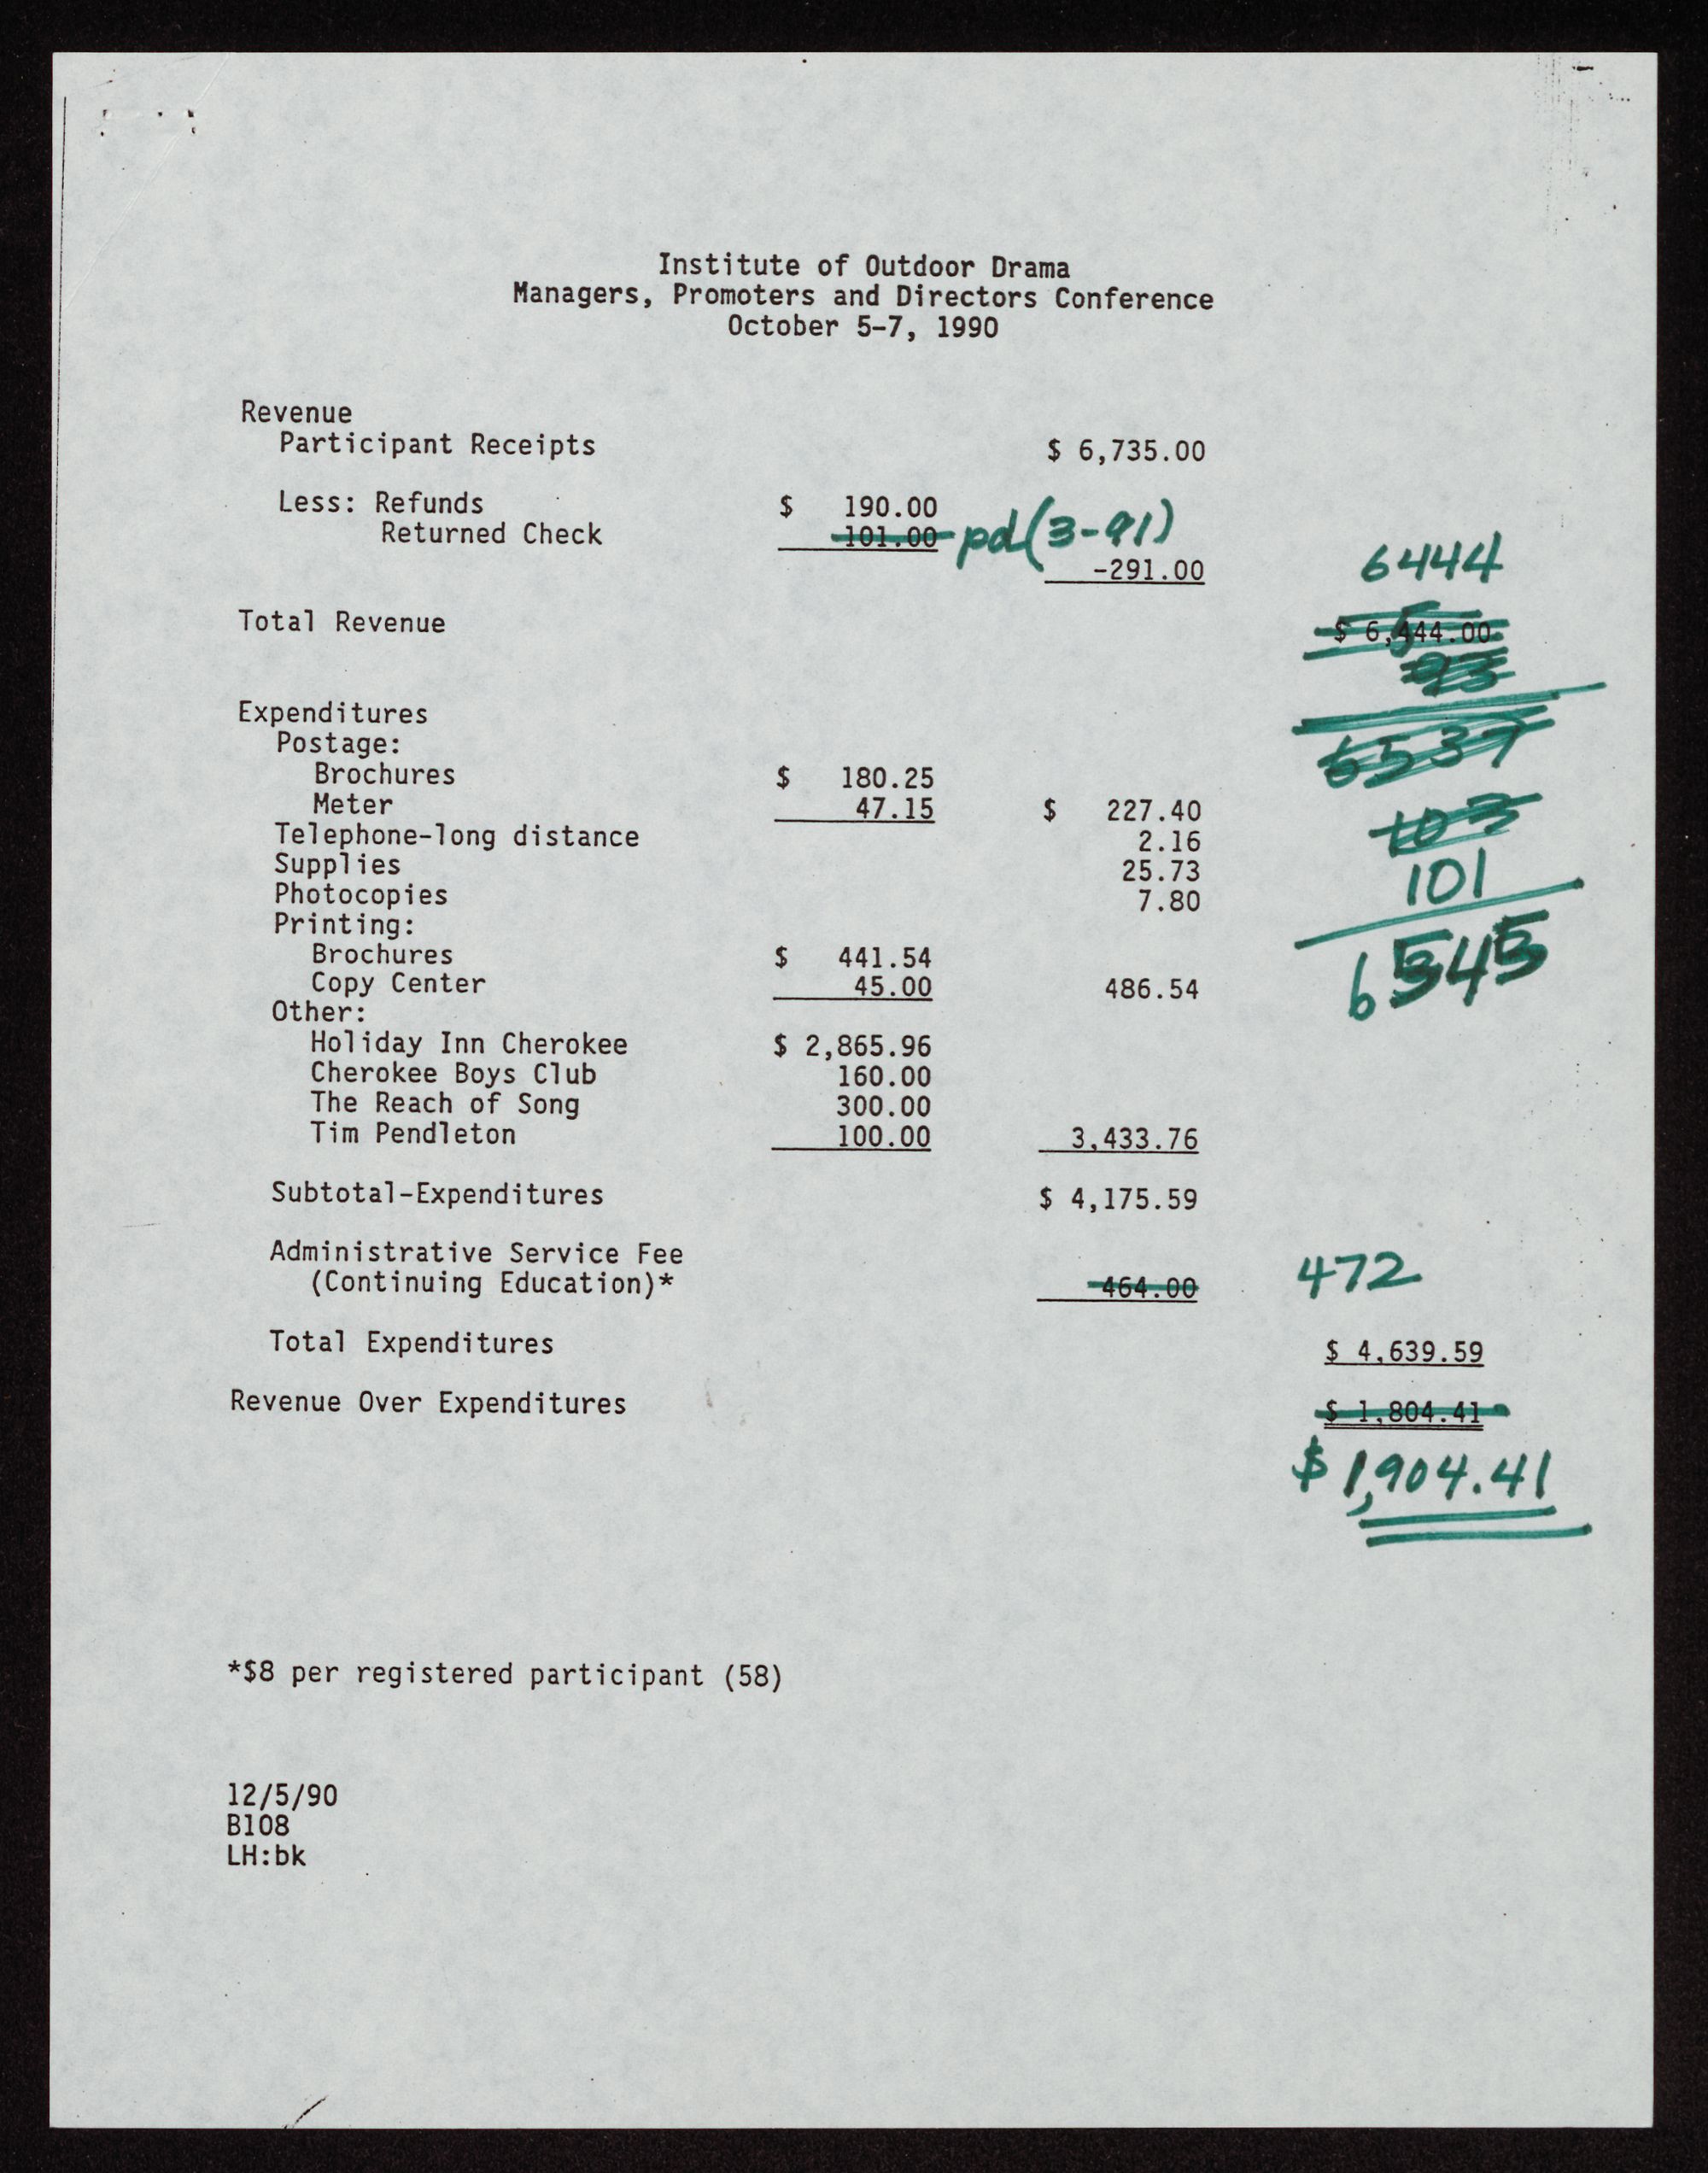 Institute of Outdoor Drama
Managers, Promoters and Directors Conference
October 5-7, 1990
Revenue
Participant Receipts $ 6,735.00
Less: Refunds $ 190.00
Returned Check 101.00 pd (3-91)
-291.00
6444
Total Revenue $ 6,444.00
93
6537
103
101
6545
Expenditures
Postage:
Brochures $ 180.25
Meter 47.15 $ 227.40
Telephone-long distance 2.16
Supplies 25.73
Photocopies 7.80
Printing:
Brochures $ 441.54
Copy Center 45.00 486.54
Other:
Holiday Inn Cherokee $ 2,865.96
Cherokee Boys Club 160.00
The Reach of Song 300.00
Tim Pendleton 100.00 3,433.76
Subtotal-Expenditures $ 4,175.59
Administrative Service Fee
(Continuing Education)* 464.00 472
Total Expenditures $ 4,639.59
Revenue Over Expenditures $ 1,804.41
$1,904.41
*$8 per registered participant (58)
12/5/90
B108
LH:bk